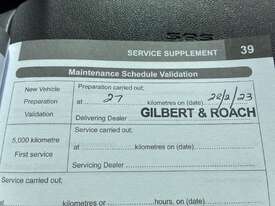 SRS
SERVICE SUPPLEMENT 39
Maintenance Schedule Validation
New Vehicle Preparation carried out;
Preparation at 27 kilometres on (date) 28/2/23
Validation Delivering Dealer GILBERT & ROACH
Service carried out;
5,000 kilometre at kilometres on (date)
First service Servicing Dealer
Service carried out;
at kilometres or hours, on (date)